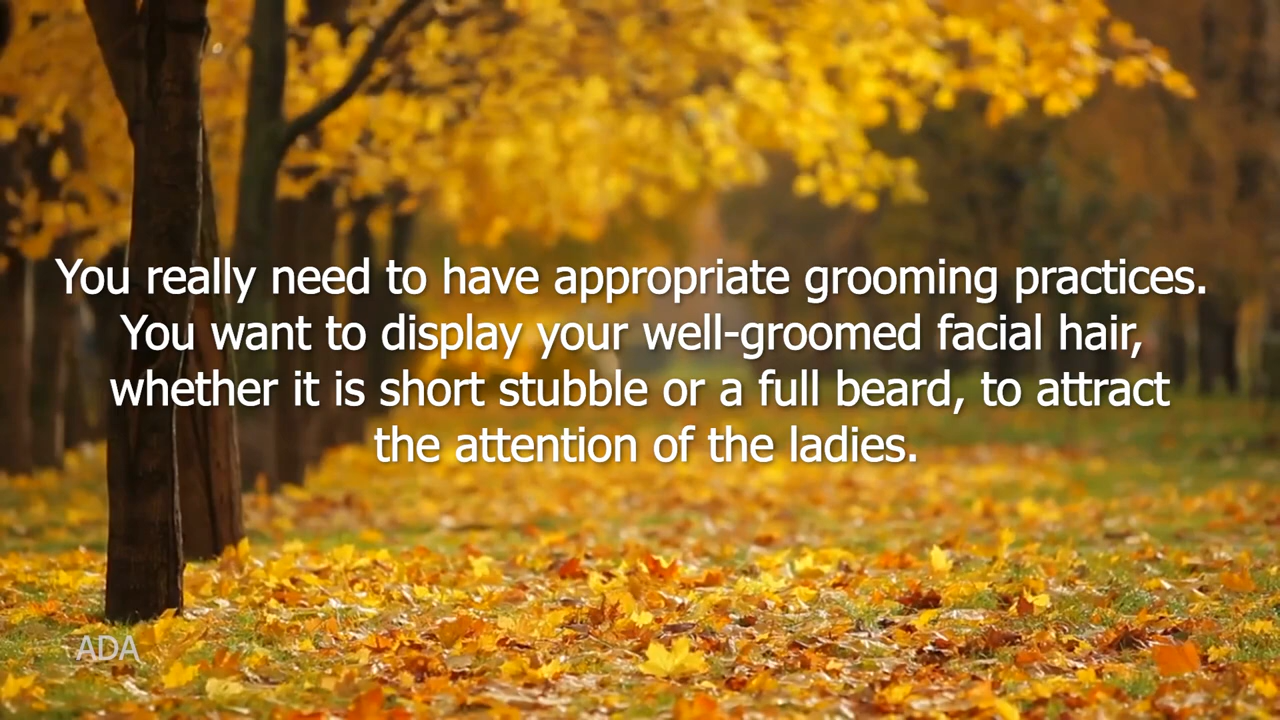 You really need to have appropriate grooming practices.
You want to display your well-groomed facial hair,
whether it is short stubble or a full beard, to attract
the attention of the ladies.
ADA